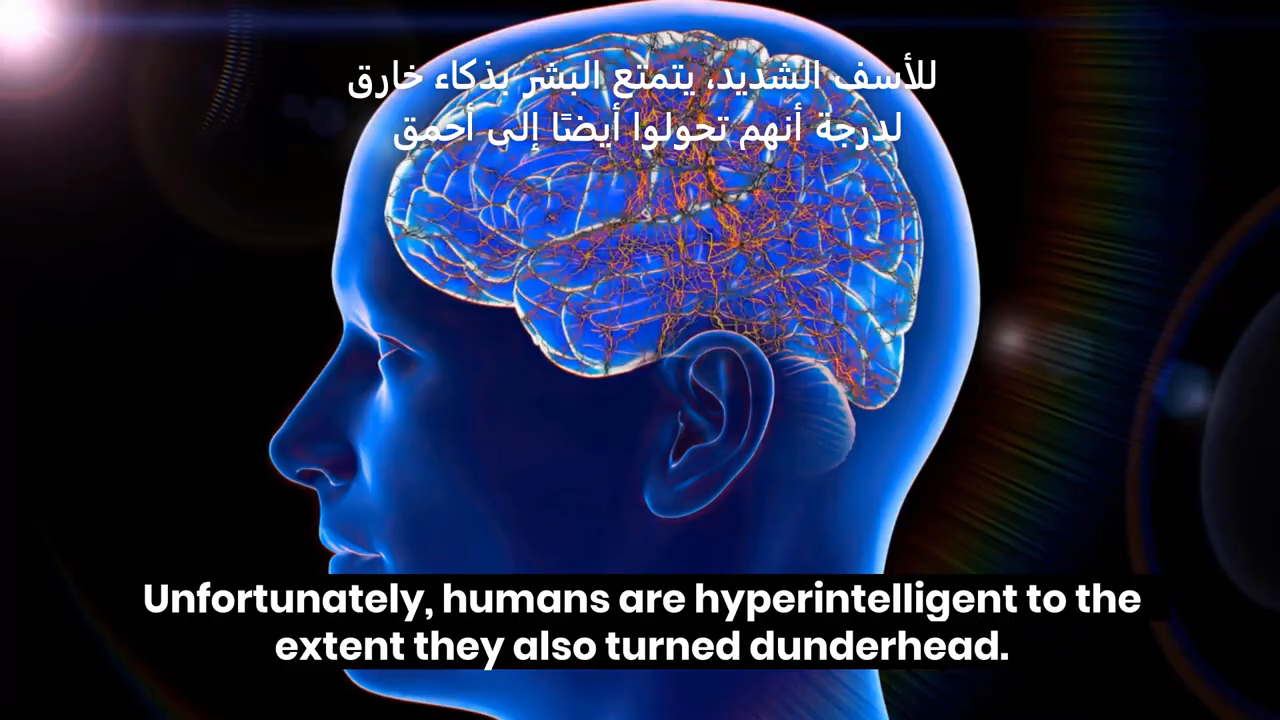 للأسف الشديد، يتمتع البشر بذكاء خارق
لدرجة أنهم تحولوا أيضًا إلى أحمق
Unfortunately, humans are hyperintelligent to the
extent they also turned dunderhead.